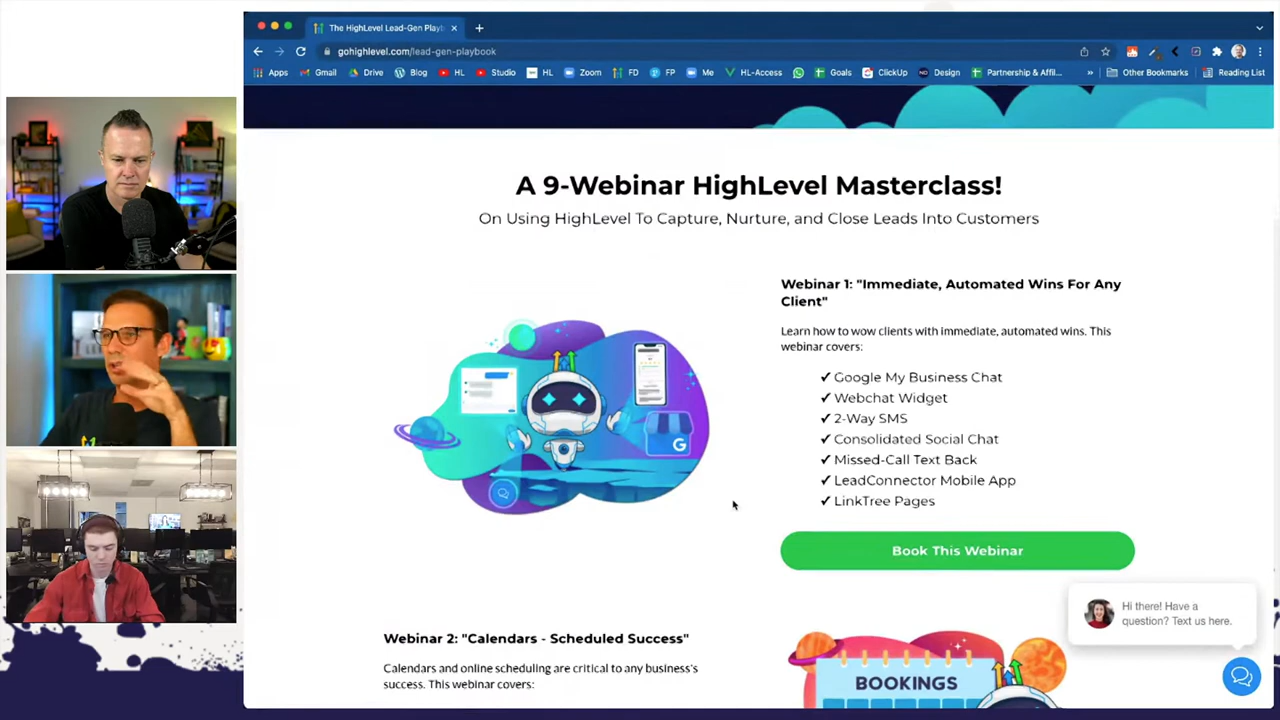 The HighLevel Lead-Gen Playb
gohighlevel.com/lead-gen-playbook
Apps Gmail Drive Blog HL Studio HL Zoom FD FP Me HL-Access Goals ClickUp Design Partnership & Affil... » Other Bookmarks Reading List
A 9-Webinar HighLevel Masterclass!
On Using HighLevel To Capture, Nurture, and Close Leads Into Customers
Webinar 1: "Immediate, Automated Wins For Any
Client"
Learn how to wow clients with immediate, automated wins. This
webinar covers:
✓ Google My Business Chat
✓ Webchat Widget
✓ 2-Way SMS
✓ Consolidated Social Chat
✓ Missed-Call Text Back
✓ LeadConnector Mobile App
✓ LinkTree Pages
G
Book This Webinar
Hi there! Have a
question? Text us here.
Webinar 2: "Calendars - Scheduled Success"
Calendars and online scheduling are critical to any business's
success. This webinar covers:
BOOKINGS